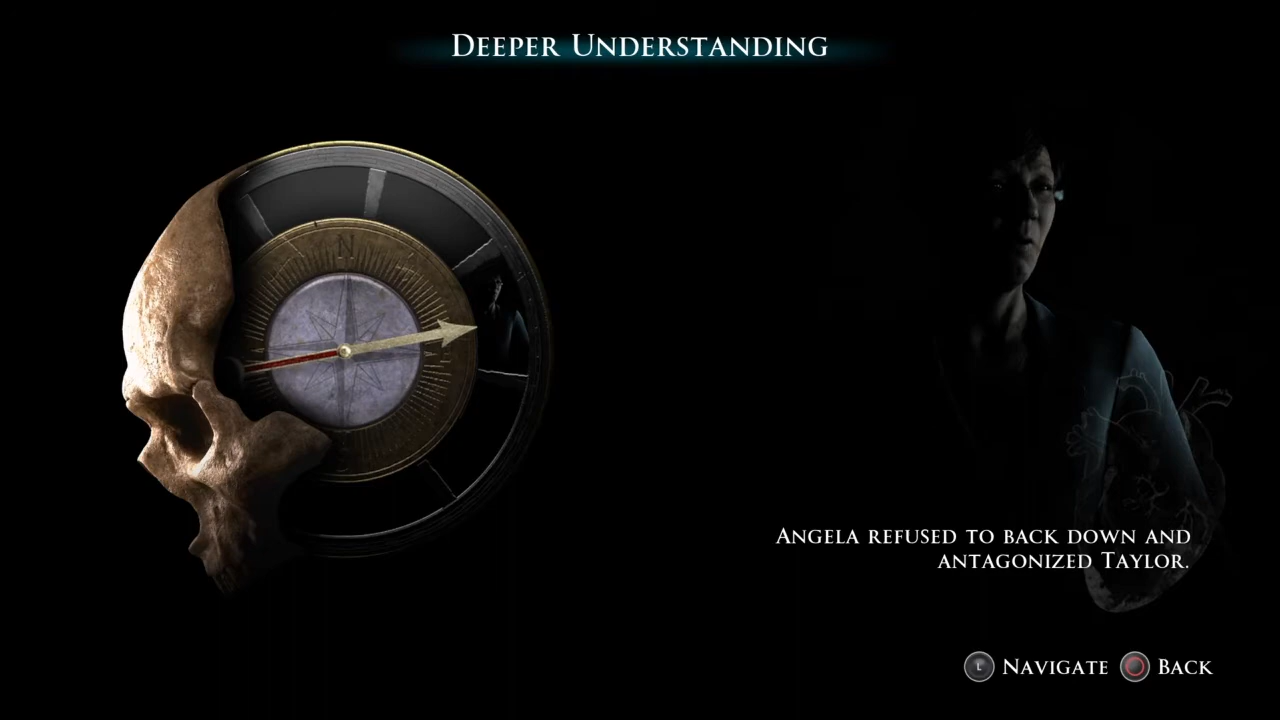 Deeper Understanding
N
Angela refused to back down and
antagonized Taylor.
L Navigate Back